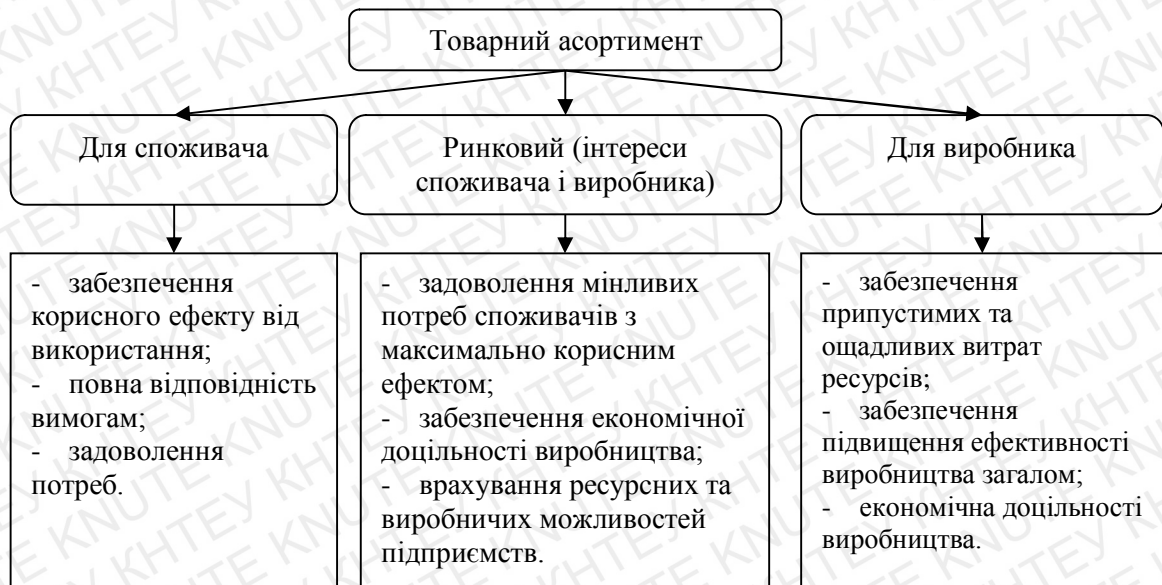 Товарний асортимент
Для споживача
Ринковий (інтереси
споживача і виробника)
Для виробника
- забезпечення
корисного ефекту від
використання;
- повна відповідність
вимогам;
- задоволення
потреб.
- задоволення мінливих
потреб споживачів з
максимально корисним
ефектом;
- забезпечення економічної
доцільності виробництва;
- врахування ресурсних та
виробничих можливостей
підприємств.
- забезпечення
припустимих та
ощадливих витрат
ресурсів;
- забезпечення
підвищення ефективності
виробництва загалом;
- економічна доцільності
виробництва.
KNUTE КНТЕУ